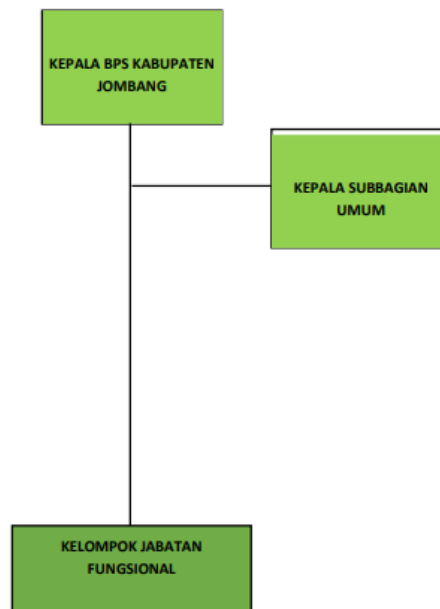 KEPALA BPS KABUPATEN
JOMBANG
KEPALA SUBBAGIAN
UMUM
KELOMPOK JABATAN
FUNGSIONAL